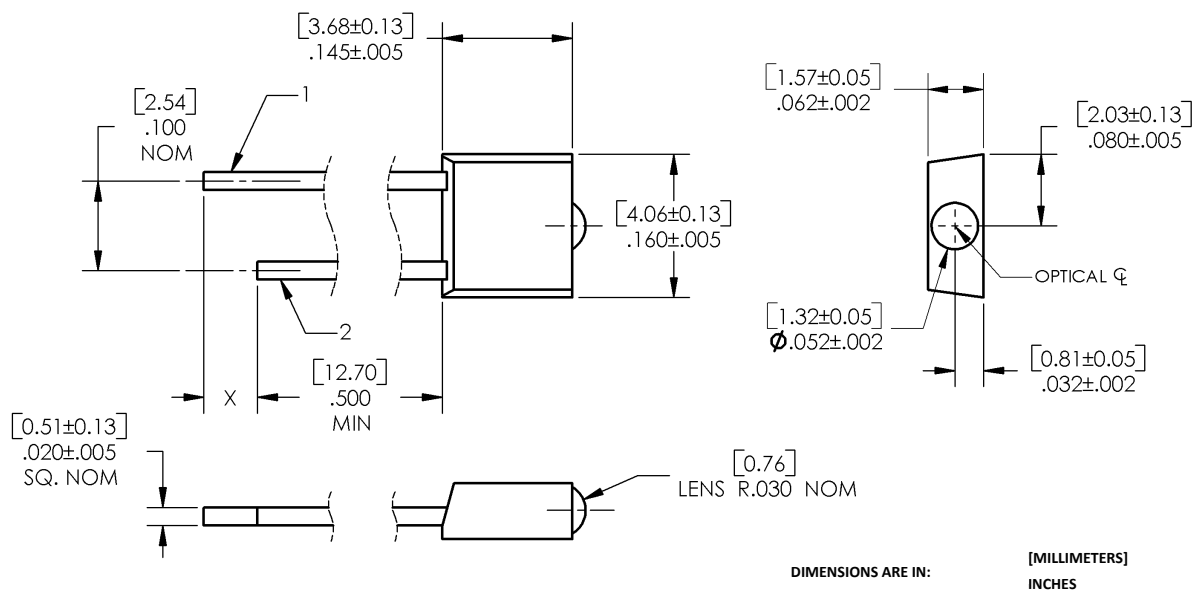 [3.68±0.13]
.145±.005
[2.54]
.100
NOM
1
[4.06±0.13]
.160±.005
2
X
[12.70]
.500
MIN
[0.51±0.13]
.020±.005
SQ. NOM
[0.76]
LENS R.030 NOM
[1.57±0.05]
.062±.002
[2.03±0.13]
.080±.005
OPTICAL ℄
[1.32±0.05]
Φ.052±.002
[0.81±0.05]
.032±.002
DIMENSIONS ARE IN:
[MILLIMETERS]
INCHES